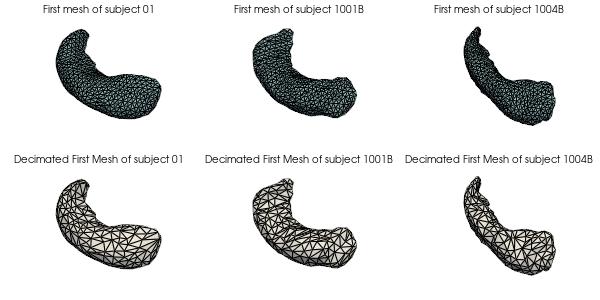 First mesh of subject 01
First mesh of subject 1001B
First mesh of subject 1004B
Decimated First Mesh of subject 01
Decimated First Mesh of subject 1001B
Decimated First Mesh of subject 1004B